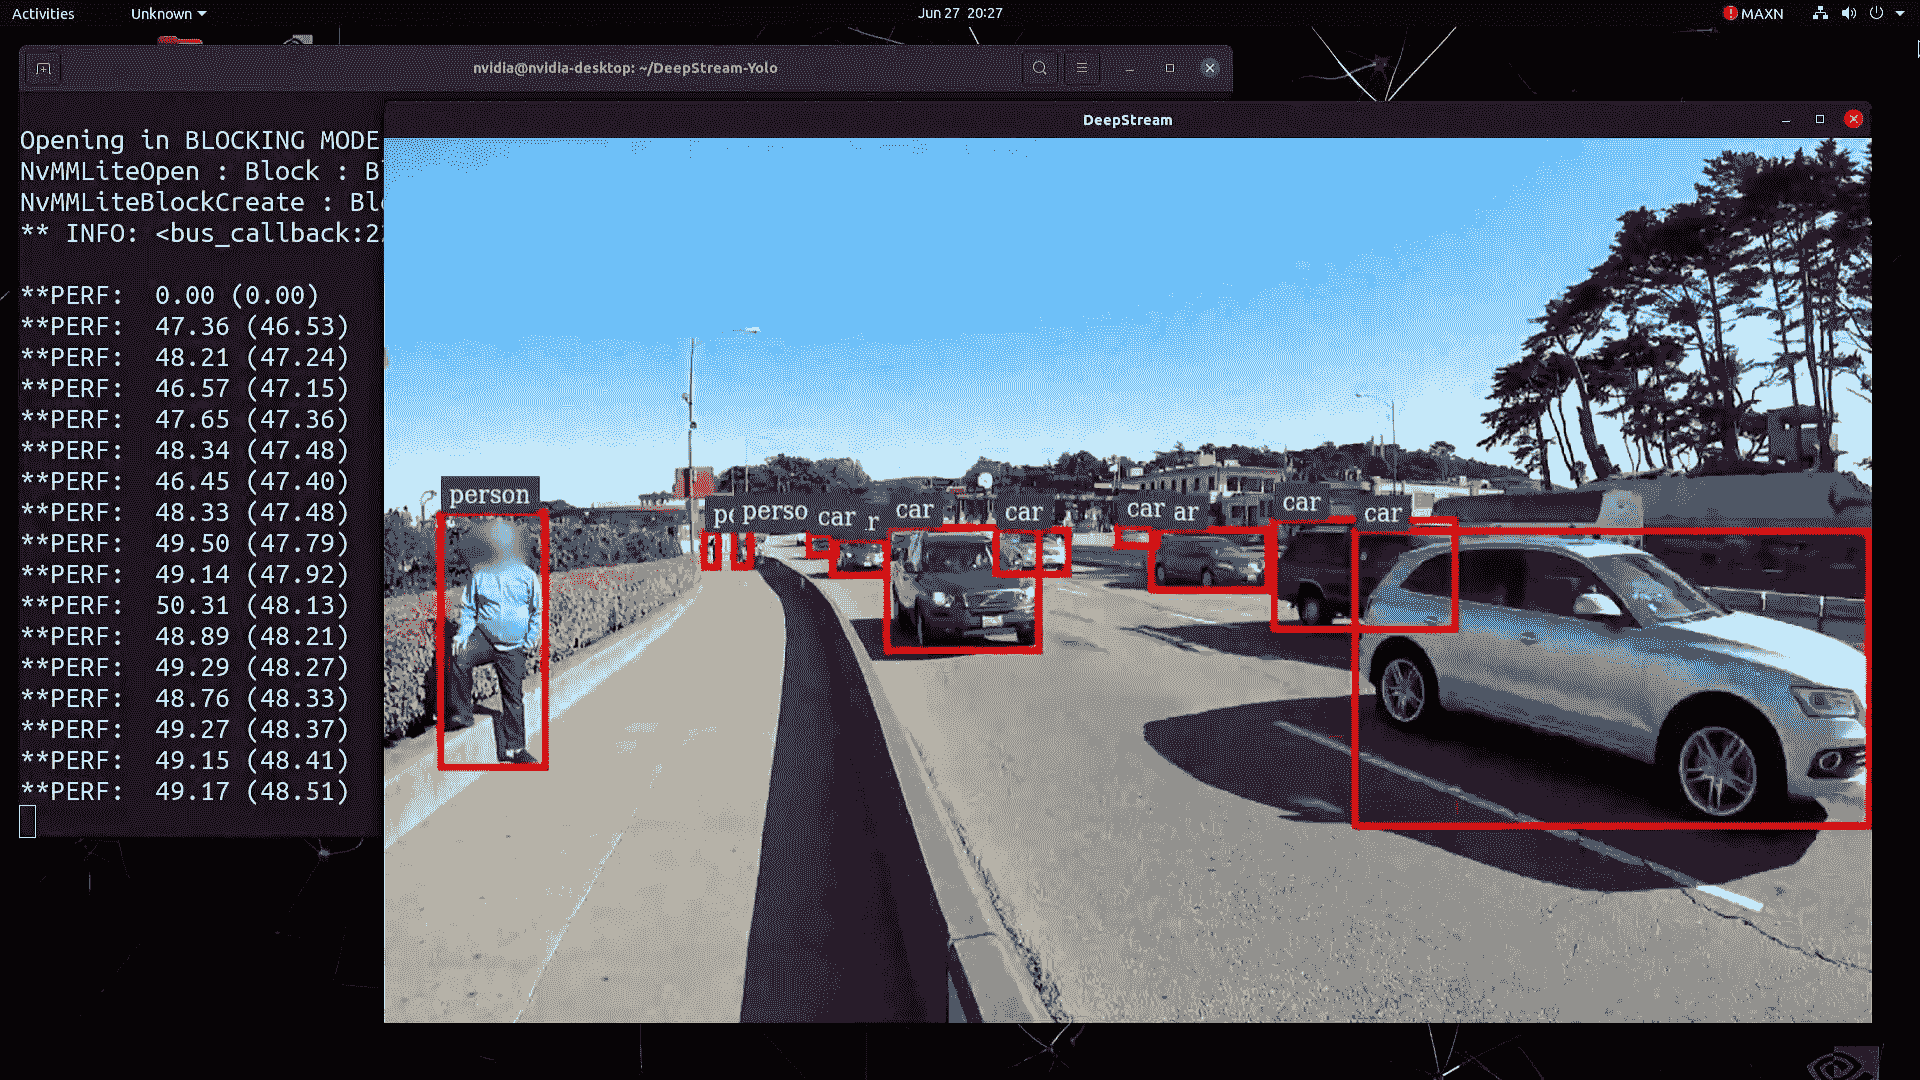 Activities
Unknown
Jun 27 20:27
MAXN
nvidia@nvidia-desktop: ~/DeepStream-Yolo
DeepStream
Opening in BLOCKING MODE
NvMMLiteOpen : Block : B
NvMMLiteBlockCreate : Blo
** INFO: <bus_callback:22
**PERF: 0.00 (0.00)
**PERF: 47.36 (46.53)
**PERF: 48.21 (47.24)
**PERF: 46.57 (47.15)
**PERF: 47.65 (47.36)
**PERF: 48.34 (47.48)
**PERF: 46.45 (47.40)
**PERF: 48.33 (47.48)
**PERF: 49.50 (47.79)
**PERF: 49.14 (47.92)
**PERF: 50.31 (48.13)
**PERF: 48.89 (48.21)
**PERF: 49.29 (48.27)
**PERF: 48.76 (48.33)
**PERF: 49.27 (48.37)
**PERF: 49.15 (48.41)
**PERF: 49.17 (48.51)
person
perso
car
car
car
car
ar
car
car